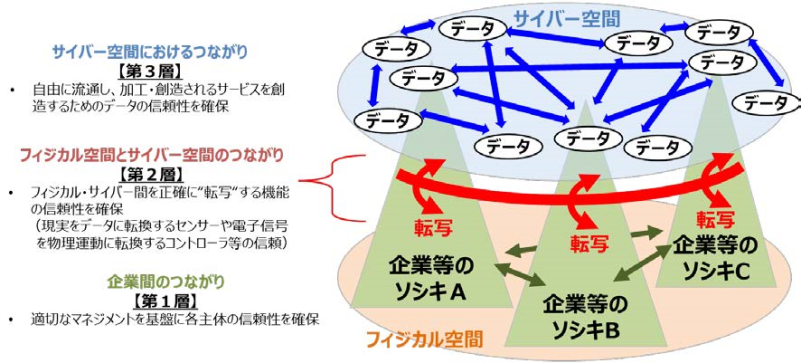 サイバー空間におけるつながり
【第3層】
• 自由に流通し、加工・創造されるサービスを創
造するためのデータの信頼性を確保
フィジカル空間とサイバー空間のつながり
【第2層】
• フィジカル・サイバー間を正確に“転写“する機能
の信頼性を確保
(現実をデータに転換するセンサーや電子信号
を物理運動に転換するコントローラ等の信頼)
企業間のつながり
【第1層】
• 適切なマネジメントを基盤に各主体の信頼性を確保
サイバー空間
データ
データ
データ
データ
データ
データ
データ
データ
データ
データ
データ
転写
転写
転写
企業等の
ソシキA
企業等の
ソシキB
企業等の
ソシキC
フィジカル空間